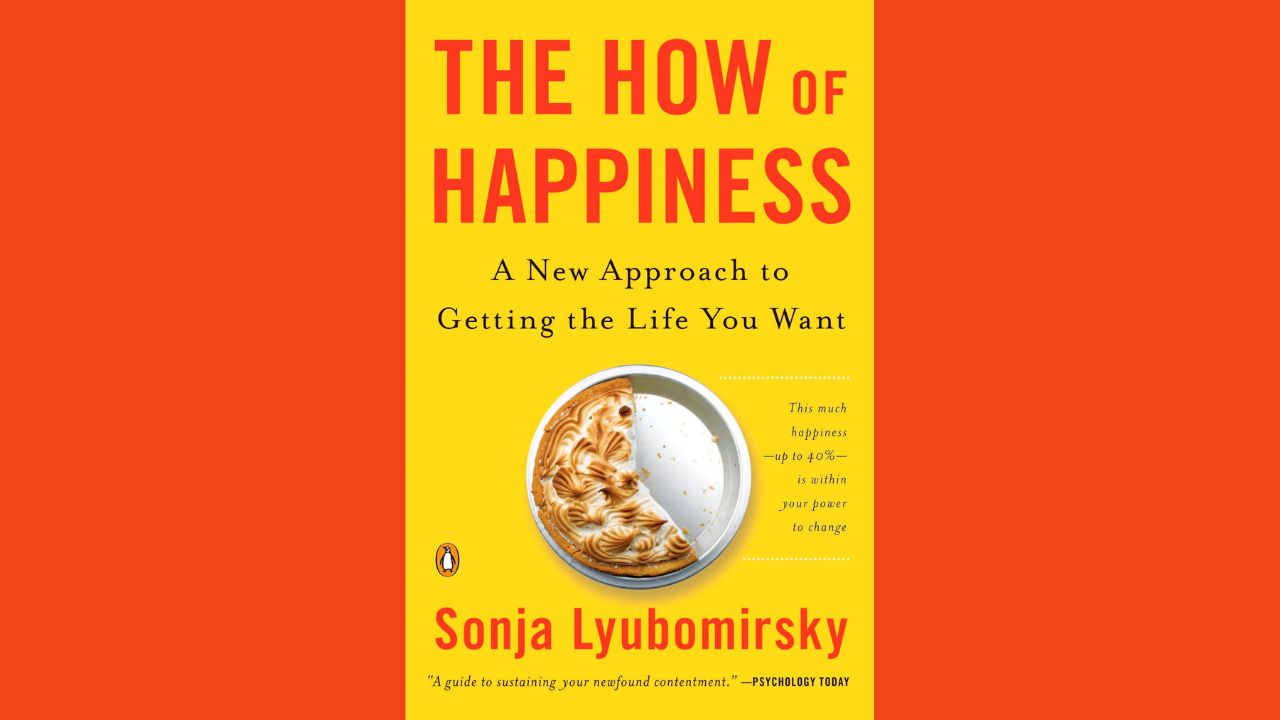 THE HOW OF
HAPPINESS
A New Approach to
Getting the Life You Want
This much
happiness
—up to 40%—
is within
your power
to change
Sonja Lyubomirsky
"A guide to sustaining your newfound contentment." —PSYCHOLOGY TODAY